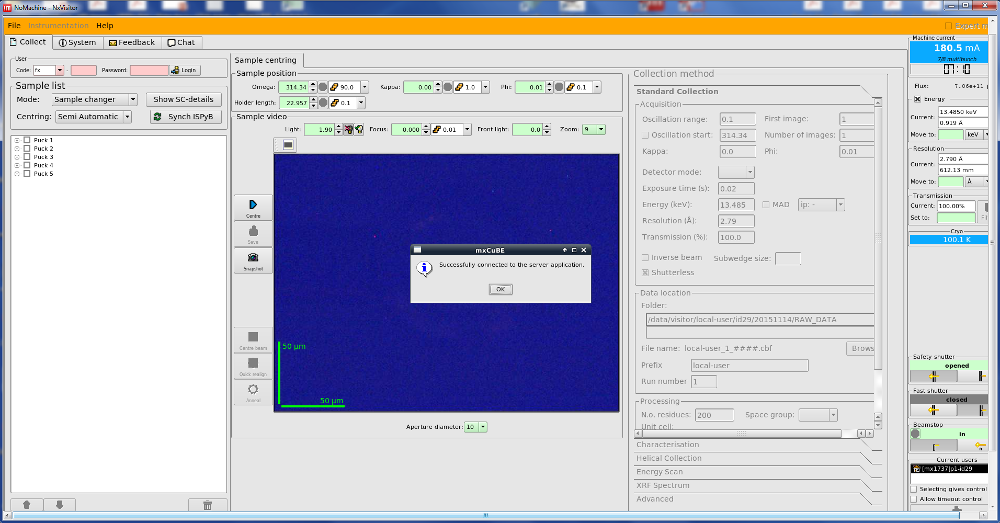 NoMachine - NxVisitor
File Instrumentation Help
Collect System Feedback Chat
User
Code: fx - Password: Login
Sample list
Mode: Sample changer Show SC-details
Centring: Semi Automatic Synch ISPyB
Puck 1
Puck 2
Puck 3
Puck 4
Puck 5
Sample centring
Sample position
Omega: 314.34 90.0 Kappa: 0.00 1.0 Phi: 0.01 0.1
Holder length: 22.957 0.1
Sample video
Light: 1.90 Focus: 0.000 0.01 Front light: 0.0 Zoom: 9
Centre
Save
Snapshot
Centre beam
Quick realign
Anneal
50 µm
50 µm
mxCuBE
Successfully connected to the server application.
OK
Aperture diameter: 10
Collection method
Standard Collection
Acquisition
Oscillation range: 0.1 First image: 1
Oscillation start: 314.34 Number of images: 1
Kappa: 0.0 Phi: 0.01
Detector mode:
Exposure time (s): 0.02
Energy (keV): 13.485 MAD ip: -
Resolution (Å): 2.79
Transmission (%): 100.0
Inverse beam Subwedge size:
Shutterless
Data location
Folder:
/data/visitor/local-user/id29/20151114/RAW_DATA
File name: local-user_1_####.cbf Brows
Prefix local-user
Run number 1
Processing
N.o. residues: 200 Space group:
Unit cell:
Characterisation
Helical Collection
Energy Scan
XRF Spectrum
Advanced
Expert m
Machine current
180.5 mA
7/8 multibunch
07:10
Flux: 7.06e+11
Energy
Current: 13.4850 keV
0.919 Å
Move to: keV
Resolution
Current: 2.790 Å
612.13 mm
Move to: Å
Transmission
Current: 100.00%
Set to: Fil
Cryo
100.1 K
Safety shutter
opened
Fast shutter
closed
Beamstop
in
Current users
[mx1737]p1-id29
Selecting gives control
Allow timeout control